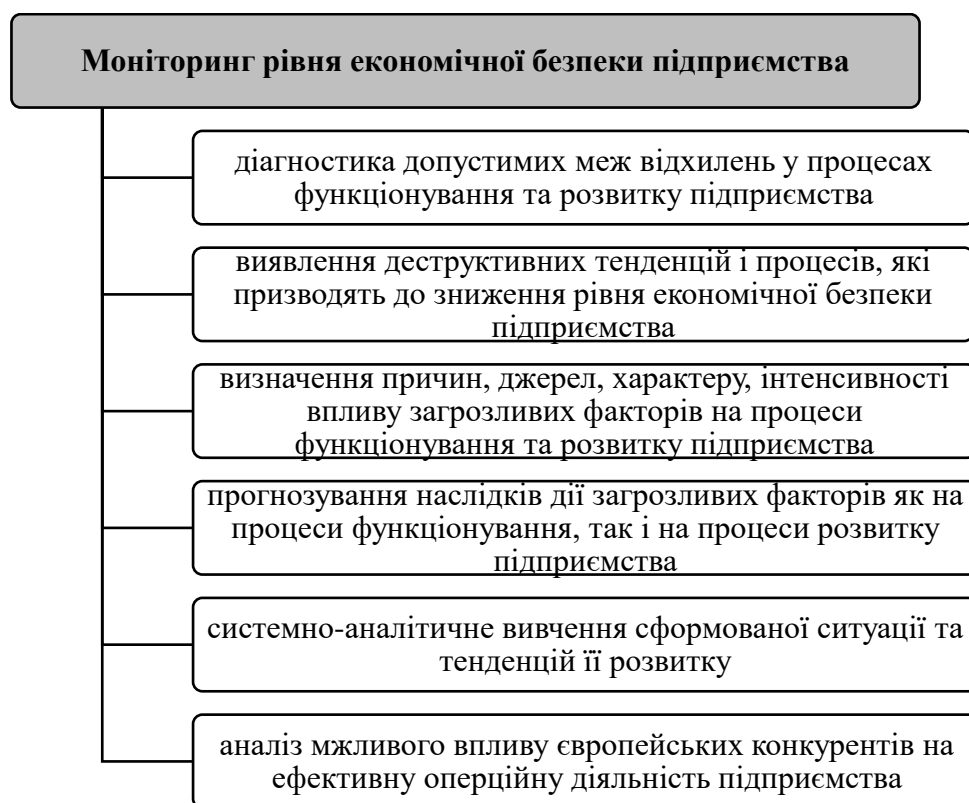 Моніторинг рівня економічної безпеки підприємства
діагностика допустимих меж відхилень у процесах
функціонування та розвитку підприємства
виявлення деструктивних тенденцій і процесів, які
призводять до зниження рівня економічної безпеки
підприємства
визначення причин, джерел, характеру, інтенсивності
впливу загрозливих факторів на процеси
функціонування та розвитку підприємства
прогнозування наслідків дії загрозливих факторів як на
процеси функціонування, так і на процеси розвитку
підприємства
системно-аналітичне вивчення сформованої ситуації та
тенденцій її розвитку
аналіз мжливого впливу європейських конкурентів на
ефективну оперційну діяльність підприємства